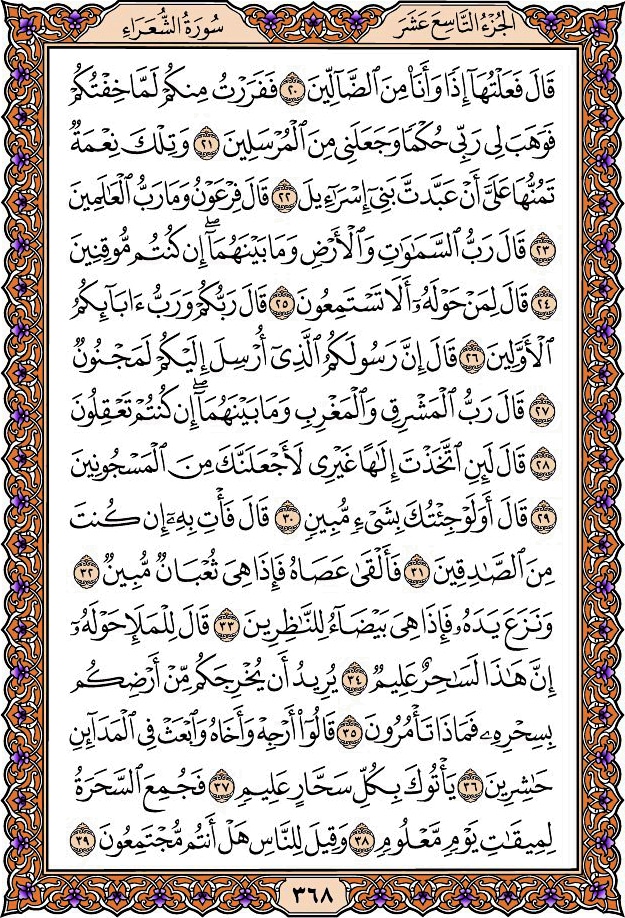 الجُزْءُ التَّاسِعَ عَشَرَ
سُورَةُ الشُّعَرَاءِ
قَالَ فَعَلْتُهَآ إِذًا وَأَنَا۠ مِنَ ٱلضَّآلِّينَ ٢٠ فَفَرَرْتُ مِنكُمْ لَمَّا خِفْتُكُمْ
فَوَهَبَ لِى رَبِّى حُكْمًا وَجَعَلَنِى مِنَ ٱلْمُرْسَلِينَ ٢١ وَتِلْكَ نِعْمَةٌ
تَمُنُّهَا عَلَىَّ أَنْ عَبَّدتَّ بَنِىٓ إِسْرَٰٓءِيلَ ٢٢ قَالَ فِرْعَوْنُ وَمَا رَبُّ ٱلْعَٰلَمِينَ
٢٣ قَالَ رَبُّ ٱلسَّمَٰوَٰتِ وَٱلْأَرْضِ وَمَا بَيْنَهُمَآ ۖ إِن كُنتُم مُّوقِنِينَ
٢٤ قَالَ لِمَنْ حَوْلَهُۥٓ أَلَا تَسْتَمِعُونَ ٢٥ قَالَ رَبُّكُمْ وَرَبُّ ءَابَآئِكُمُ
ٱلْأَوَّلِينَ ٢٦ قَالَ إِنَّ رَسُولَكُمُ ٱلَّذِىٓ أُرْسِلَ إِلَيْكُمْ لَمَجْنُونٌ
٢٧ قَالَ رَبُّ ٱلْمَشْرِقِ وَٱلْمَغْرِبِ وَمَا بَيْنَهُمَآ ۖ إِن كُنتُمْ تَعْقِلُونَ
٢٨ قَالَ لَئِنِ ٱتَّخَذْتَ إِلَٰهًا غَيْرِى لَأَجْعَلَنَّكَ مِنَ ٱلْمَسْجُونِينَ
٢٩ قَالَ أَوَلَوْ جِئْتُكَ بِشَىْءٍ مُّبِينٍ ٣٠ قَالَ فَأْتِ بِهِۦٓ إِن كُنتَ
مِنَ ٱلصَّٰدِقِينَ ٣١ فَأَلْقَىٰ عَصَاهُ فَإِذَا هِىَ ثُعْبَانٌ مُّبِينٌ ٣٢
وَنَزَعَ يَدَهُۥ فَإِذَا هِىَ بَيْضَآءُ لِلنَّٰظِرِينَ ٣٣ قَالَ لِلْمَلَإِ حَوْلَهُۥٓ
إِنَّ هَٰذَا لَسَٰحِرٌ عَلِيمٌ ٣٤ يُرِيدُ أَن يُخْرِجَكُم مِّنْ أَرْضِكُم
بِسِحْرِهِۦ فَمَاذَا تَأْمُرُونَ ٣٥ قَالُوٓا۟ أَرْجِهْ وَأَخَاهُ وَٱبْعَثْ فِى ٱلْمَدَآئِنِ
حَٰشِرِينَ ٣٦ يَأْتُوكَ بِكُلِّ سَحَّارٍ عَلِيمٍ ٣٧ فَجُمِعَ ٱلسَّحَرَةُ
لِمِيقَٰتِ يَوْمٍ مَّعْلُومٍ ٣٨ وَقِيلَ لِلنَّاسِ هَلْ أَنتُم مُّجْتَمِعُونَ ٣٩
٣٦٨